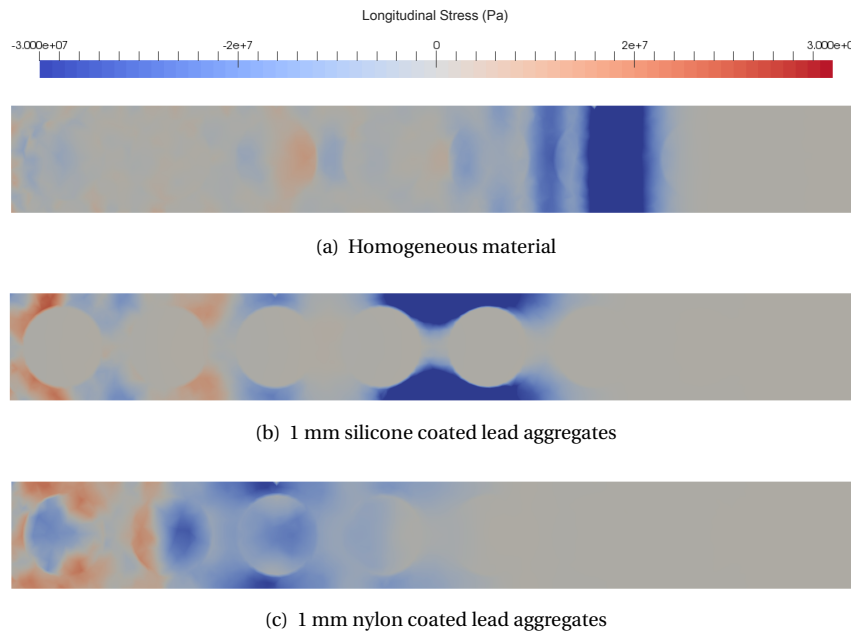 Longitudinal Stress (Pa)
-3.000e+07 -2e+7 0 2e+7 3.000e+0
(a) Homogeneous material
(b) 1 mm silicone coated lead aggregates
(c) 1 mm nylon coated lead aggregates